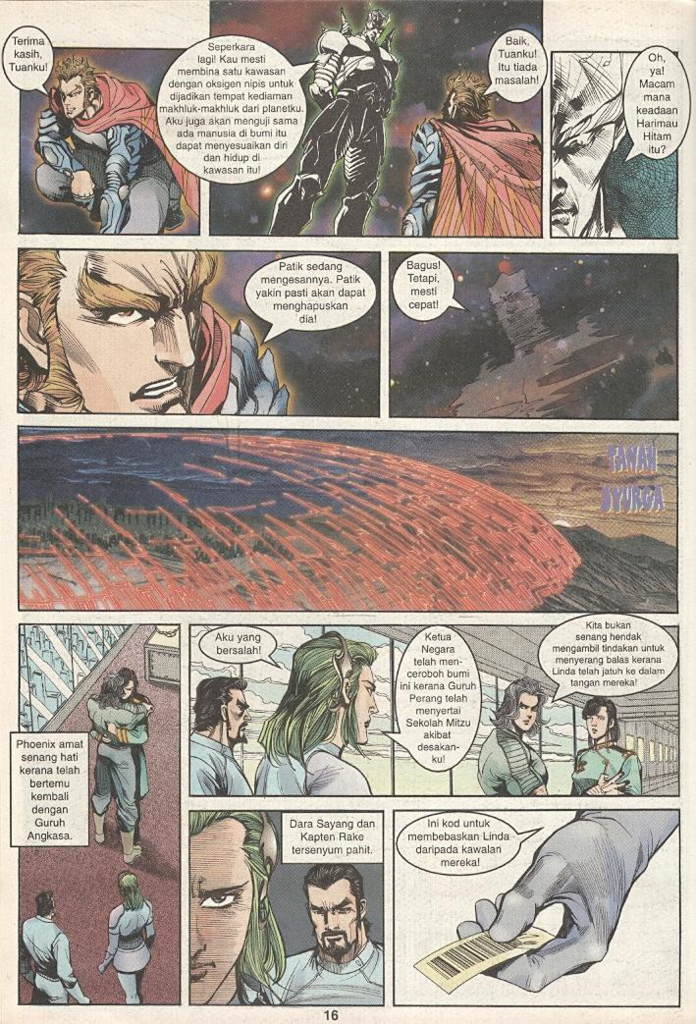 Terima
kasih,
Tuanku!
Seperkara
lagi! Kau mesti
membina satu kawasan
dengan oksigen nipis untuk
dijadikan tempat kediaman
makhluk-makhluk dari planetku.
Aku juga akan menguji sama
ada manusia di bumi itu
dapat menyesuaikan diri
dan hidup di
kawasan itu!
Baik,
Tuanku!
Itu tiada
masalah!
Oh,
ya!
Macam
mana
keadaan
Harimau
Hitam
itu?
Patik sedang
mengesannya. Patik
yakin pasti akan dapat
menghapuskan
dia!
Bagus!
Tetapi,
mesti
cepat!
TANAH
SYURGA
Phoenix amat
senang hati
kerana telah
bertemu
kembali
dengan
Guruh
Angkasa.
Aku yang
bersalah!
Ketua
Negara
telah men-
ceroboh bumi
ini kerana Guruh
Perang telah
menyertai
Sekolah Mitzu
akibat
desakan-
ku!
Kita bukan
senang hendak
mengambil tindakan untuk
menyerang balas kerana
Linda telah jatuh ke dalam
tangan mereka!
Dara Sayang dan
Kapten Rake
tersenyum pahit.
Ini kod untuk
membebaskan Linda
daripada kawalan
mereka!
16